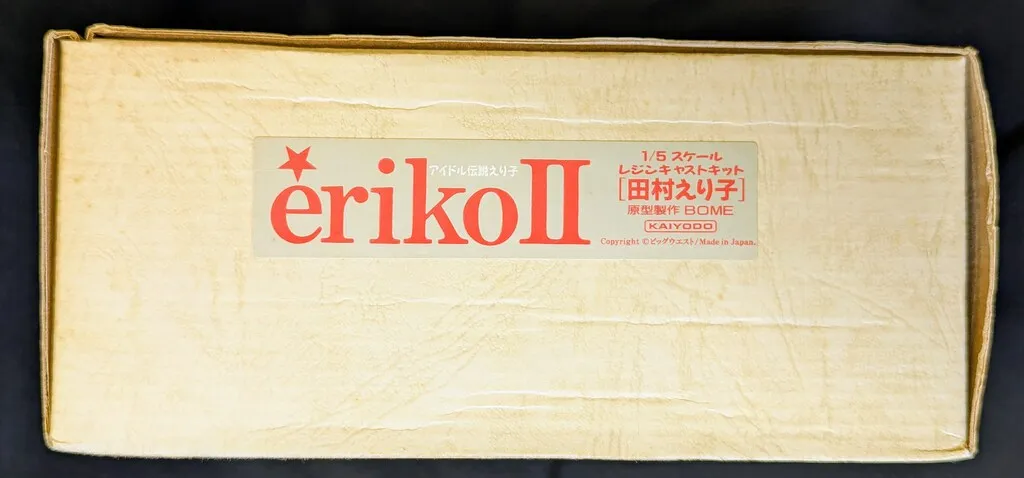 アイドル伝説えり子
erikoII
1/5 スケール
レジンキャストキット
[田村えり子]
原型製作 BOME
KAIYODO
Copyright ©ビッグウエスト/Made in Japan.